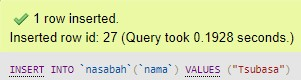 1 row inserted.
Inserted row id: 27 (Query took 0.1928 seconds.)
INSERT INTO `nasabah`(`nama`) VALUES ("Tsubasa")